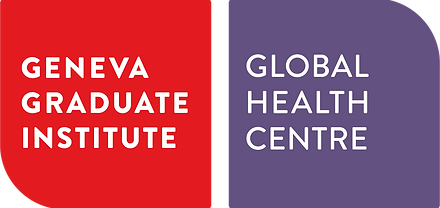 GENEVA
GRADUATE
INSTITUTE
GLOBAL
HEALTH
CENTRE